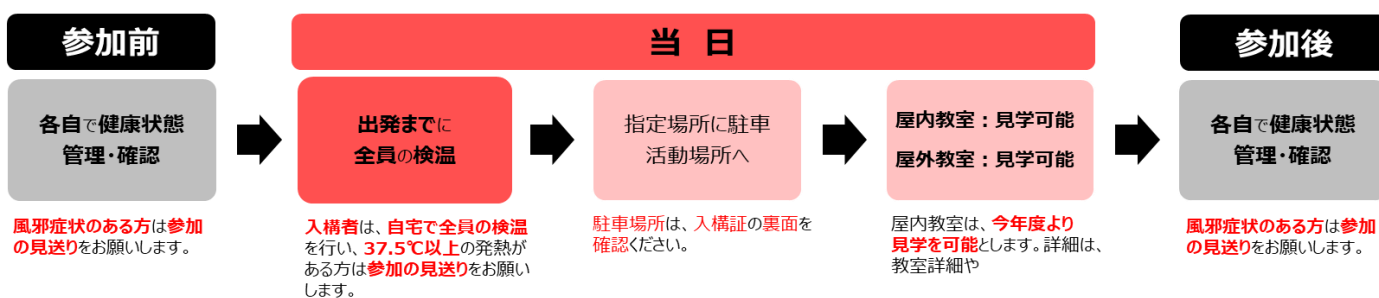 参加前
当 日
参加後
各自で健康状態
管理・確認
出発までに
全員の検温
指定場所に駐車
活動場所へ
屋内教室：見学可能
屋外教室：見学可能
各自で健康状態
管理・確認
風邪症状のある方は参加
の見送りをお願いします。
入構者は、自宅で全員の検温
を行い、37.5℃以上の発熱が
ある方は参加の見送りをお願い
します。
駐車場所は、入構証の裏面を
確認ください。
屋内教室は、今年度より
見学を可能とします。詳細は、
教室詳細や
風邪症状のある方は参加
の見送りをお願いします。